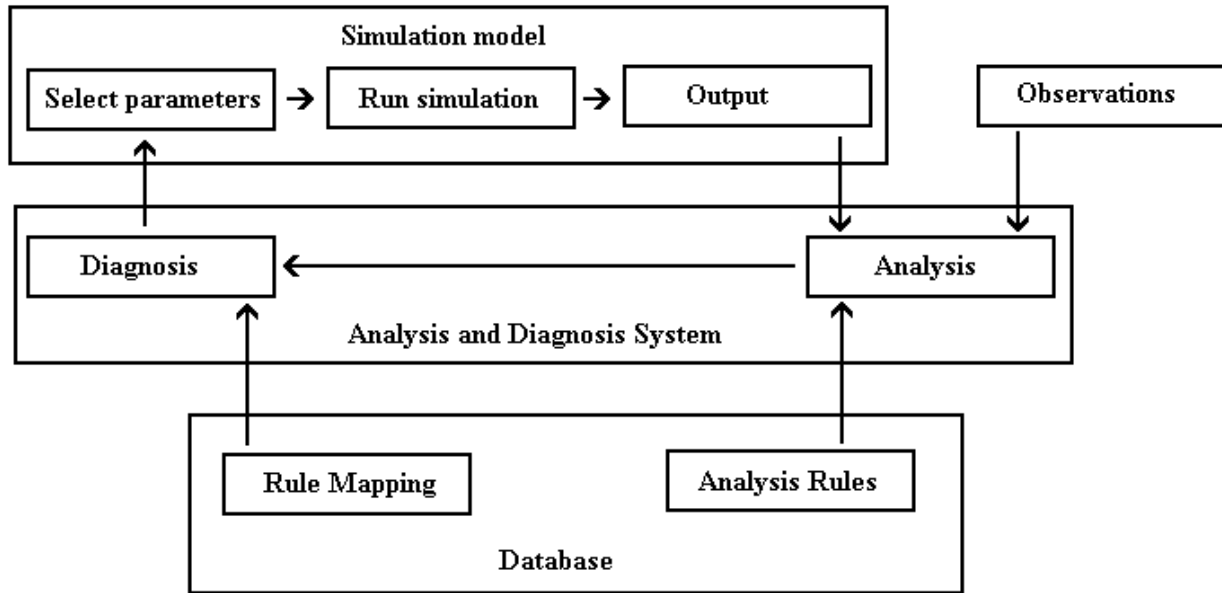 Simulation model
Select parameters
Run simulation
Output
Observations
Diagnosis
Analysis
Analysis and Diagnosis System
Rule Mapping
Analysis Rules
Database